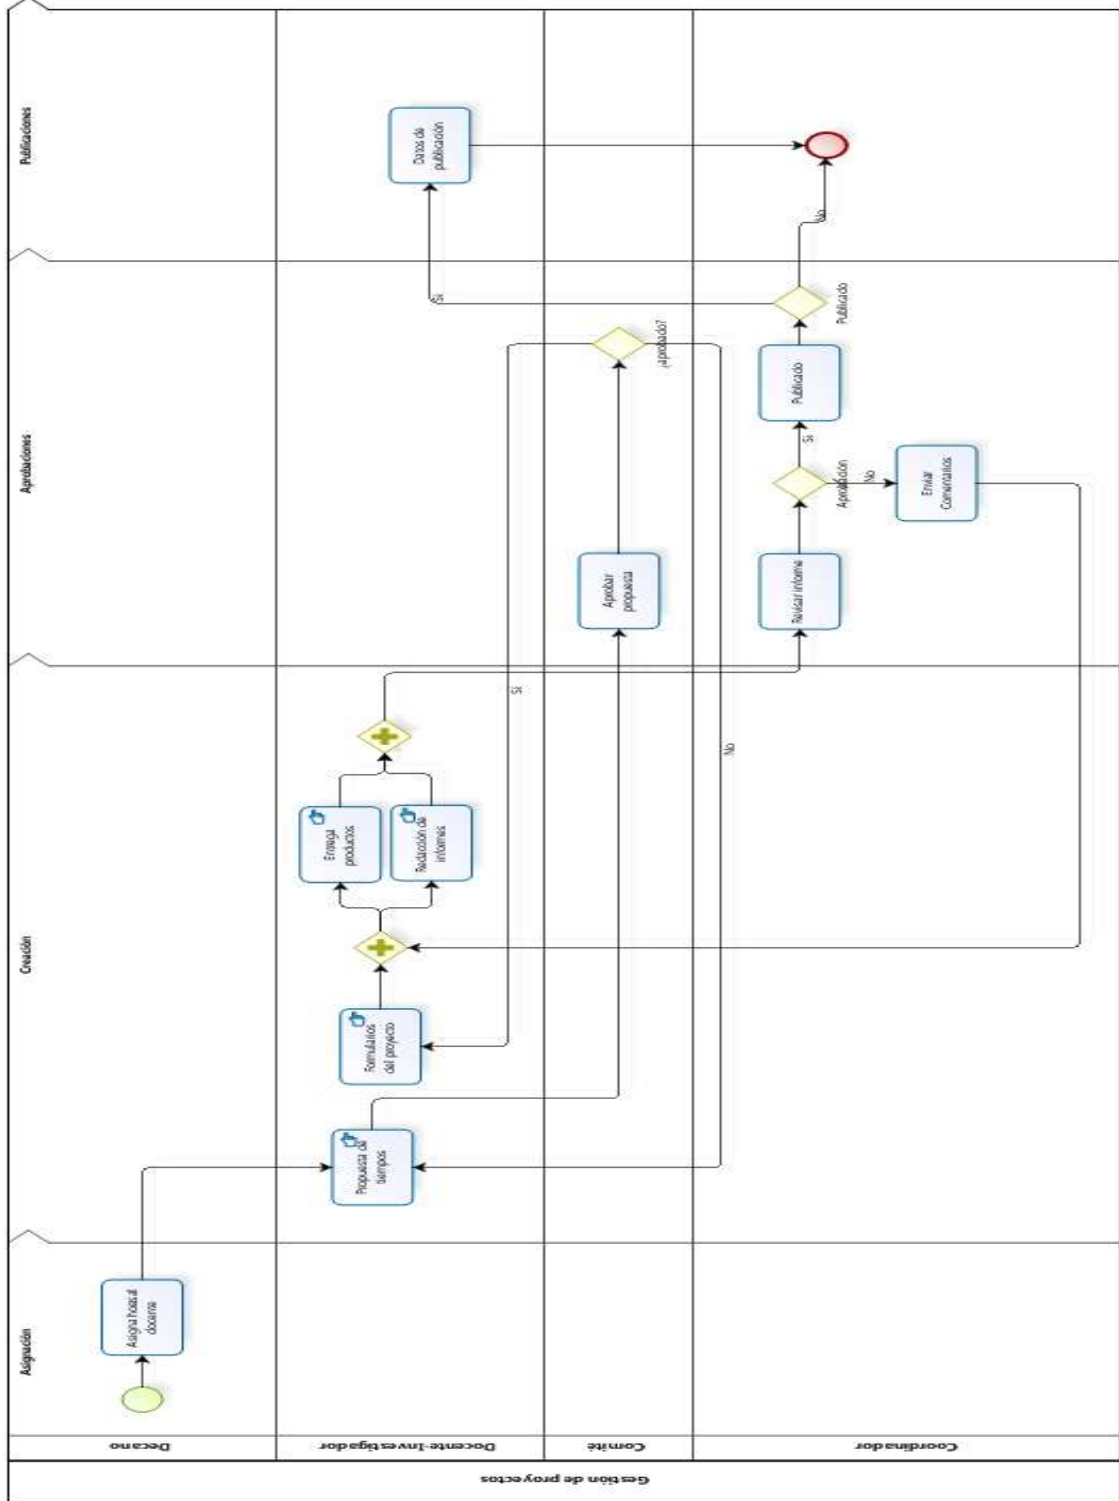 Gestión de proyectos
Decano
Docente-Investigador
Comité
Coordinador
Asignación
Creación
Aprobaciones
Publicaciones
Asigna horas al
docente
Propuesta de
tiempos
Formularios
del proyecto
Entrega
productos
Redacción de
informes
Si
No
Aprobar
propuesta
¿aprobado?
Revisar informe
Aprobación
Si
No
Enviar
Comentarios
Publicado
Publicado
Si
No
Datos de
publicación